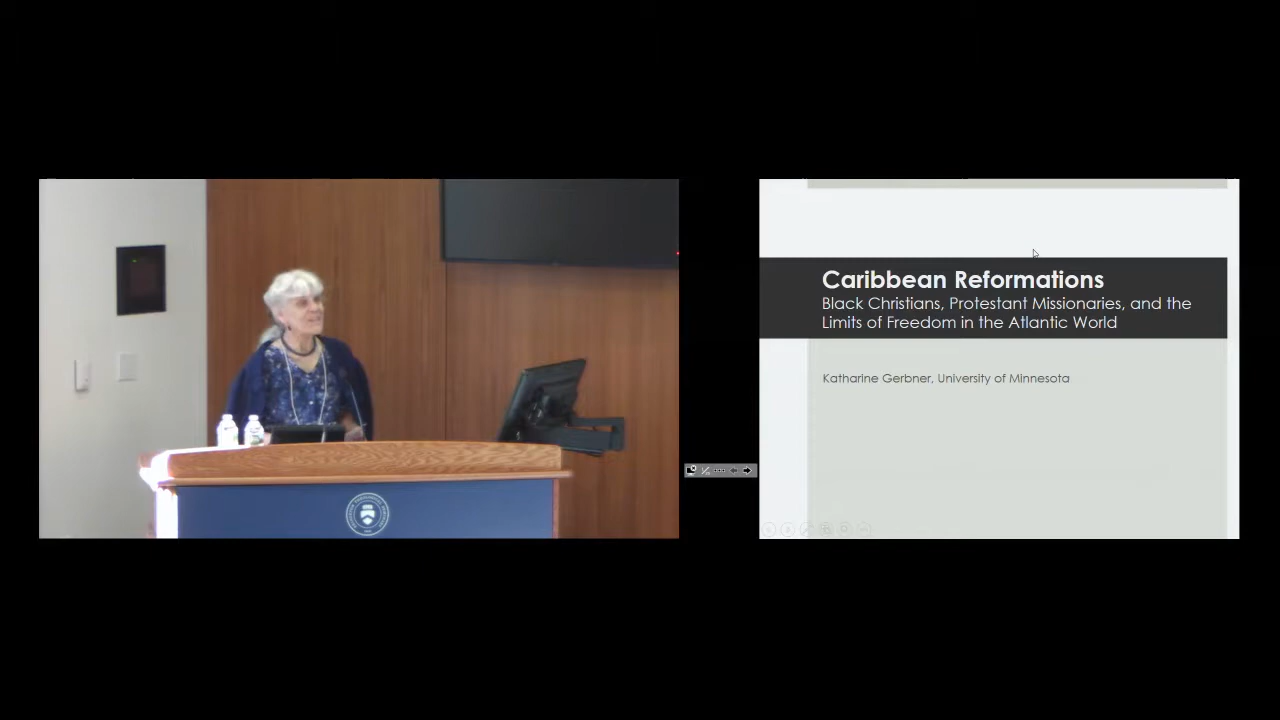 Caribbean Reformations
Black Christians, Protestant Missionaries, and the
Limits of Freedom in the Atlantic World
Katharine Gerbner, University of Minnesota